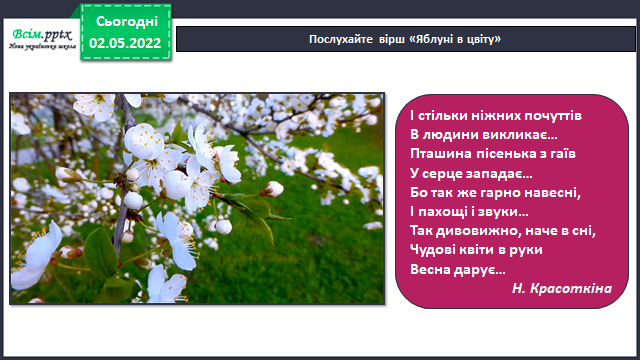 Всім.pptx
Нова українська школа
Сьогодні
02.05.2022
Послухайте вірш «Яблуні в цвіту»
І стільки ніжних почуттів
В людини викликає...
Пташина пісенька з гаїв
У серце западає...
Бо так же гарно навесні,
І пахощі і звуки...
Так дивовижно, наче в сні,
Чудові квіти в руки
Весна дарує...
Н. Красоткіна